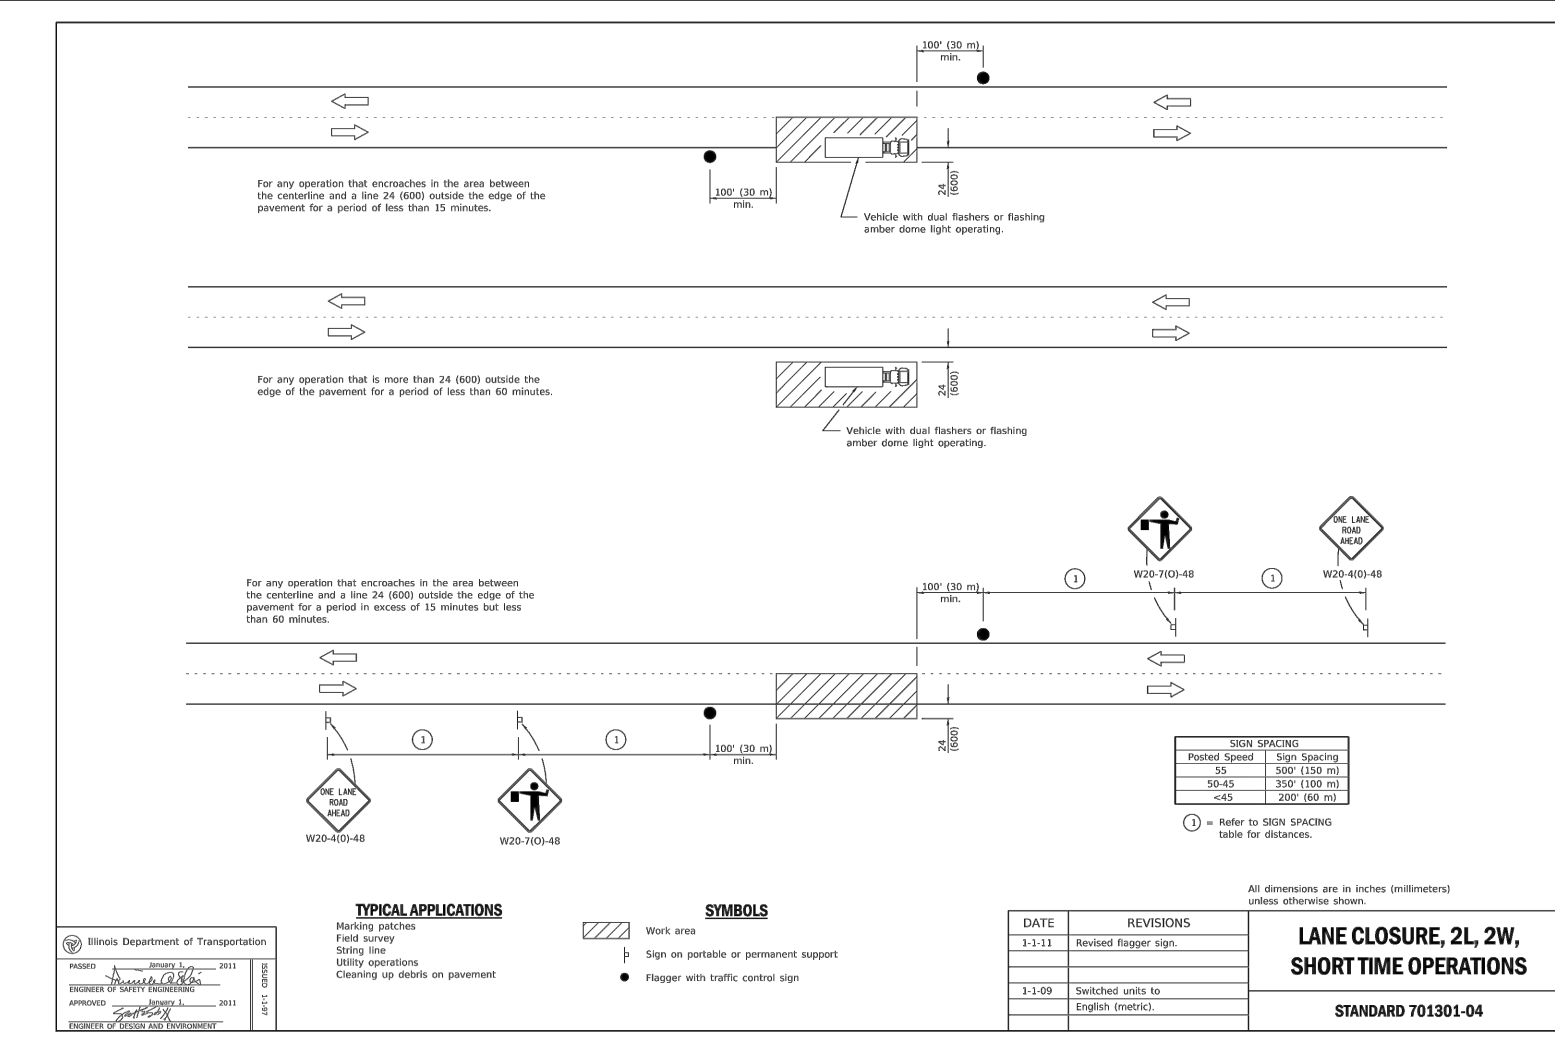 100' (30 m)
min.
For any operation that encroaches in the area between
the centerline and a line 24 (600) outside the edge of the
pavement for a period of less than 15 minutes.
100' (30 m)
min.
24
(600)
Vehicle with dual flashers or flashing
amber dome light operating.
For any operation that is more than 24 (600) outside the
edge of the pavement for a period of less than 60 minutes.
24
(600)
Vehicle with dual flashers or flashing
amber dome light operating.
ONE LANE
ROAD
AHEAD
W20-7(O)-48
W20-4(0)-48
For any operation that encroaches in the area between
the centerline and a line 24 (600) outside the edge of the
pavement for a period in excess of 15 minutes but less
than 60 minutes.
100' (30 m)
min.
1
1
1
1
100' (30 m)
min.
24
(600)
ONE LANE
ROAD
AHEAD
W20-4(0)-48
W20-7(O)-48
SIGN SPACING
Posted Speed Sign Spacing
55 500' (150 m)
50-45 350' (100 m)
<45 200' (60 m)
1 = Refer to SIGN SPACING
table for distances.
TYPICAL APPLICATIONS
Marking patches
Field survey
String line
Utility operations
Cleaning up debris on pavement
SYMBOLS
Work area
Sign on portable or permanent support
Flagger with traffic control sign
All dimensions are in inches (millimeters)
unless otherwise shown.
Illinois Department of Transportation
PASSED January 1, 2011
ENGINEER OF SAFETY ENGINEERING
APPROVED January 1, 2011
ENGINEER OF DESIGN AND ENVIRONMENT
ISSUED 1-1-97
DATE REVISIONS
1-1-11 Revised flagger sign.
1-1-09 Switched units to
English (metric).
LANE CLOSURE, 2L, 2W,
SHORT TIME OPERATIONS
STANDARD 701301-04